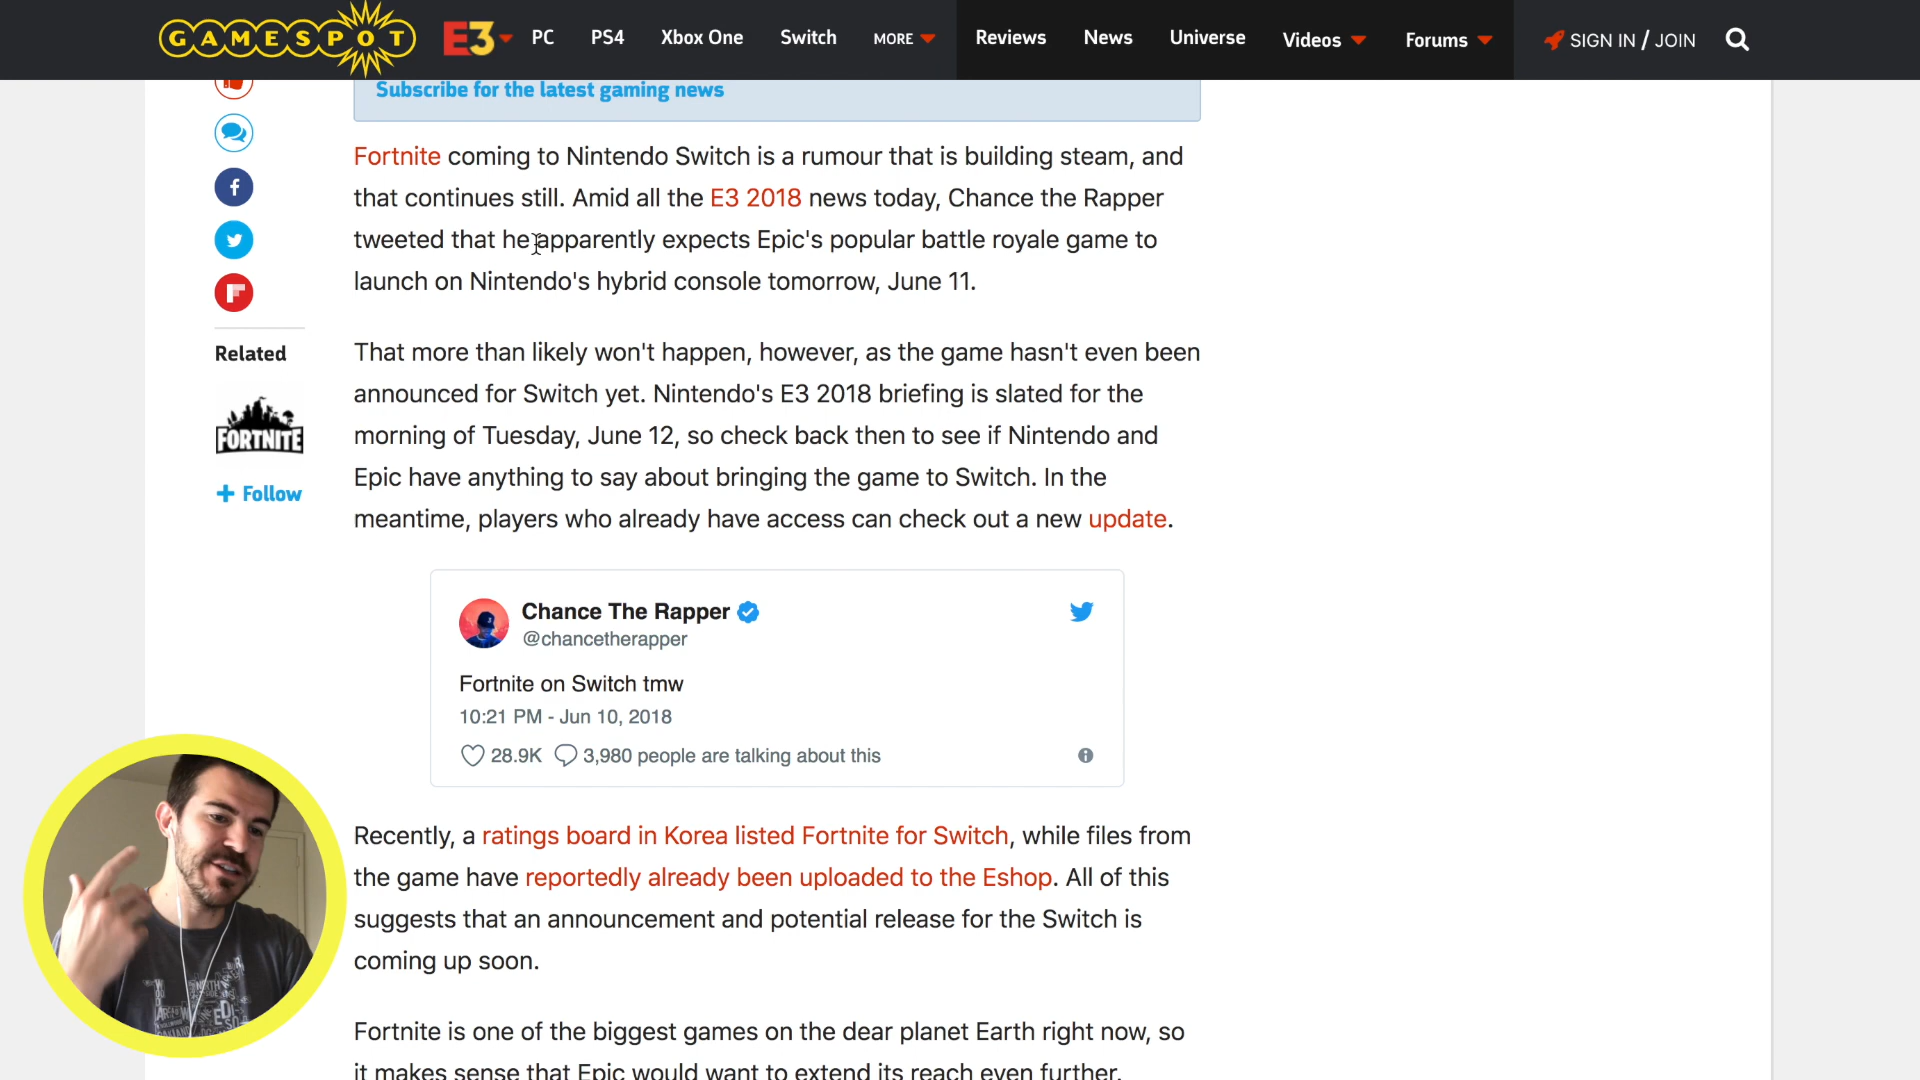 GAMESPOT E3 PC PS4 Xbox One Switch MORE Reviews News Universe Videos Forums SIGN IN / JOIN
Subscribe for the latest gaming news
Fortnite coming to Nintendo Switch is a rumour that is building steam, and
that continues still. Amid all the E3 2018 news today, Chance the Rapper
tweeted that he apparently expects Epic's popular battle royale game to
launch on Nintendo's hybrid console tomorrow, June 11.
Related
FORTNITE
+ Follow
That more than likely won't happen, however, as the game hasn't even been
announced for Switch yet. Nintendo's E3 2018 briefing is slated for the
morning of Tuesday, June 12, so check back then to see if Nintendo and
Epic have anything to say about bringing the game to Switch. In the
meantime, players who already have access can check out a new update.
Chance The Rapper
@chancetherapper
Fortnite on Switch tmw
10:21 PM - Jun 10, 2018
28.9K 3,980 people are talking about this
Recently, a ratings board in Korea listed Fortnite for Switch, while files from
the game have reportedly already been uploaded to the Eshop. All of this
suggests that an announcement and potential release for the Switch is
coming up soon.
Fortnite is one of the biggest games on the dear planet Earth right now, so
it makes sense that Epic would want to extend its reach even further.